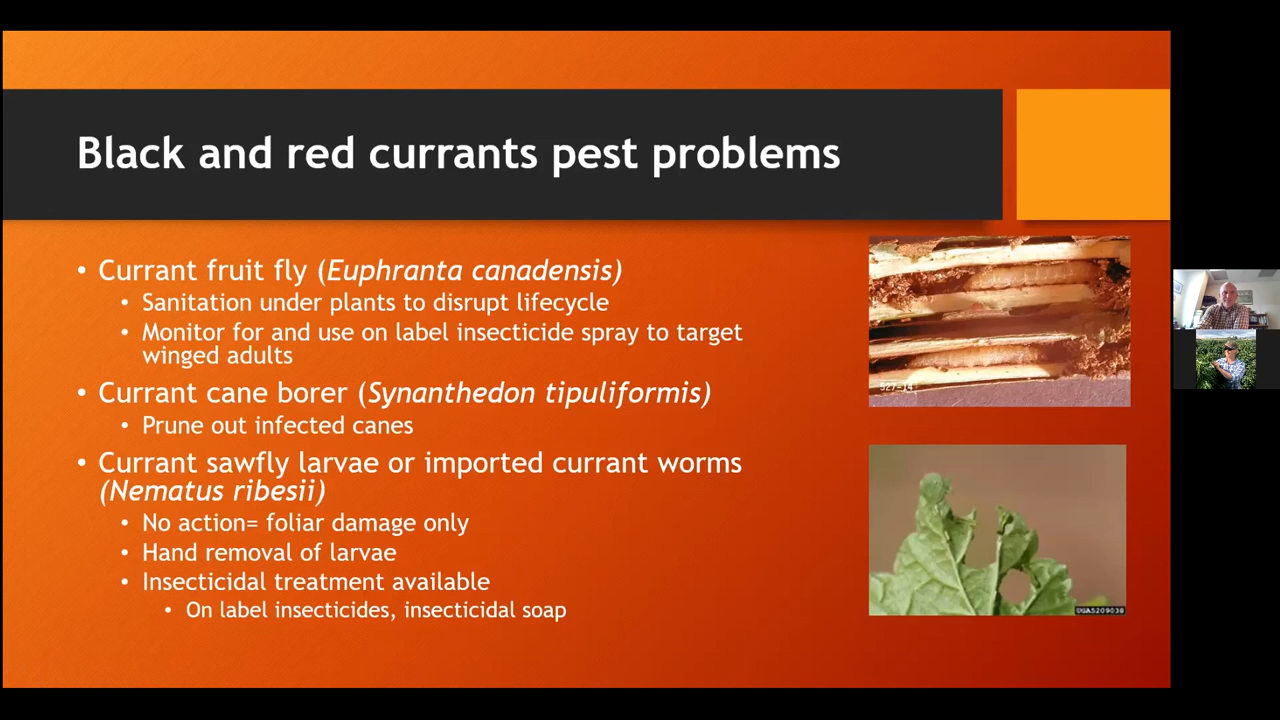 Black and red currants pest problems
• Currant fruit fly (Euphranta canadensis)
• Sanitation under plants to disrupt lifecycle
• Monitor for and use on label insecticide spray to target
winged adults
• Currant cane borer (Synanthedon tipuliformis)
• Prune out infected canes
• Currant sawfly larvae or imported currant worms
(Nematus ribesii)
• No action= foliar damage only
• Hand removal of larvae
• Insecticidal treatment available
• On label insecticides, insecticidal soap
527-14
UGA5209038